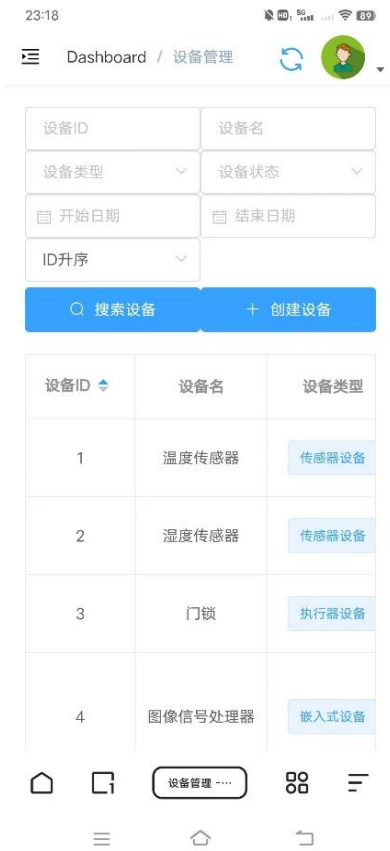 23:18
HD 5G 89
Dashboard / 设备管理
设备ID 设备名
设备类型 设备状态
开始日期 结束日期
ID升序
搜索设备 创建设备
设备ID 设备名 设备类型
1 温度传感器 传感器设备
2 湿度传感器 传感器设备
3 门锁 执行器设备
4 图像信号处理器 嵌入式设备
1 设备管理 -···